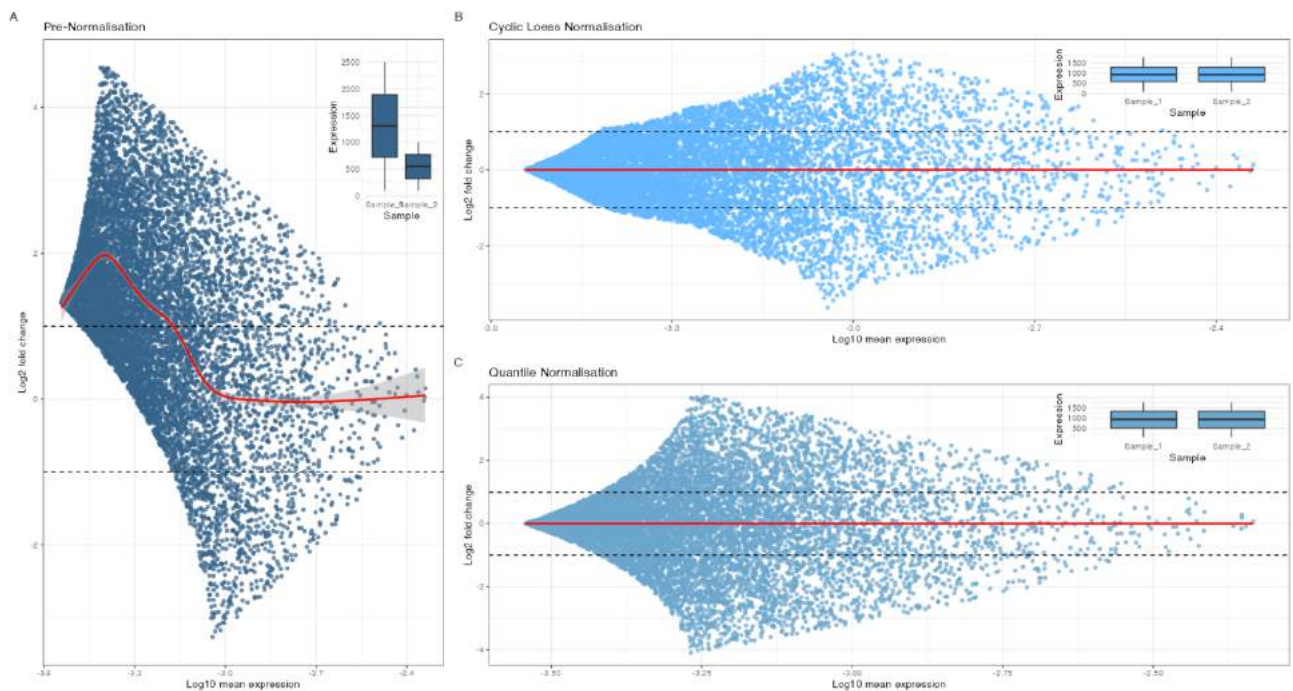 A
Pre-Normalisation
4
2
0
-2
Log2 fold change
-3.2
-3.0
-2.7
-2.4
Log10 mean expression
2500
2000
1500
1000
500
0
Expression
Sample_2
Sample
B
Cyclic Loess Normalisation
2
0
-2
Log2 fold change
-3.3
-3.0
-2.7
-2.4
Log10 mean expression
1500
1000
500
0
Expression
Sample_1
Sample_2
Sample
C
Quantile Normalisation
4
2
0
-2
-4
Log2 fold change
-3.50
-3.25
-3.00
-2.75
-2.50
Log10 mean expression
1500
1000
500
Expression
Sample_1
Sample_2
Sample